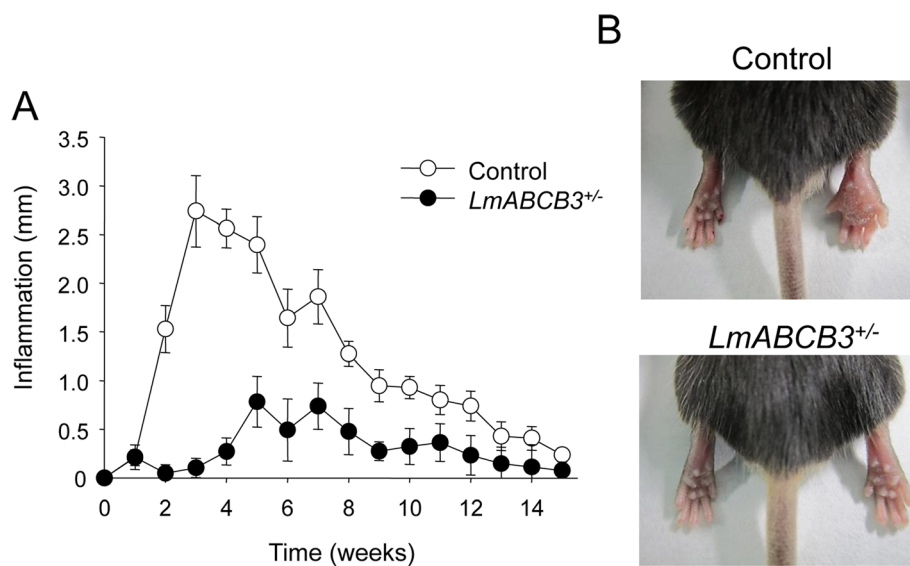 A
3.5
3.0
2.5
2.0
1.5
1.0
0.5
0
Inflammation (mm)
0 2 4 6 8 10 12 14
Time (weeks)
Control
LmABCB3+/-
B
Control
LmABCB3+/-